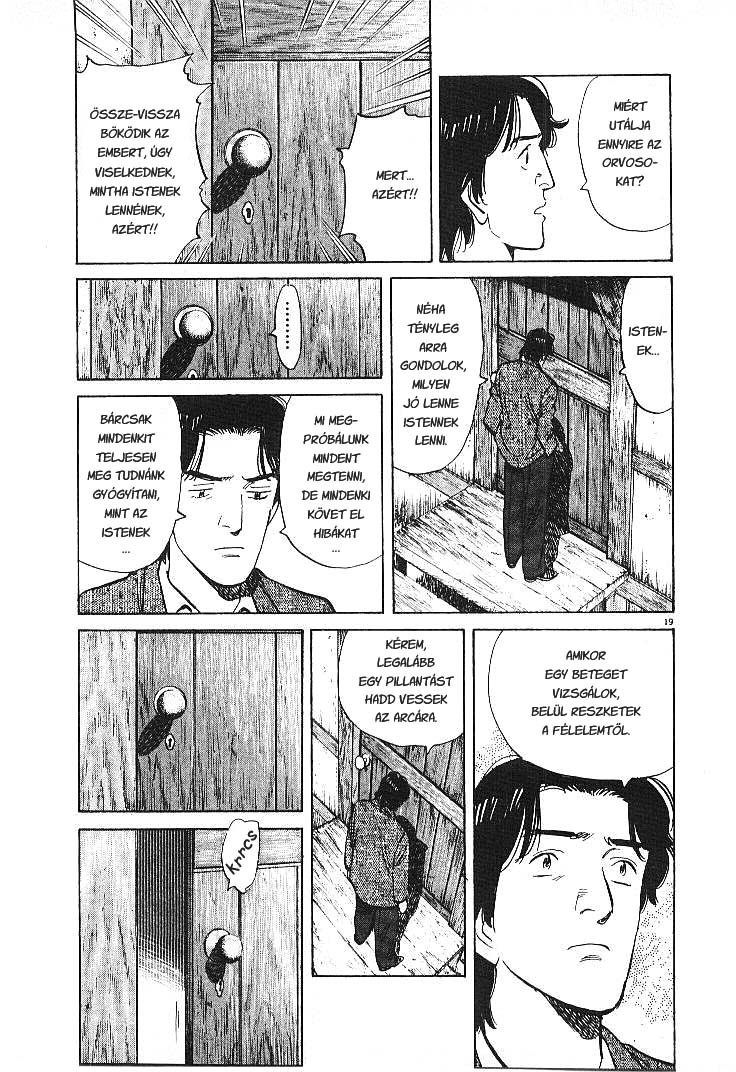 MIÉRT
UTÁLJA
ENNYIRE AZ
ORVOSO-
KAT?
MERT...
AZÉRT!!
ÖSSZE-VISSZA
BÖKÖDIK AZ
EMBERT, ÚGY
VISELKEDNEK,
MINTHA ISTENEK
LENNÉNEK,
AZÉRT!!
ISTEN-
EK...
NÉHA
TÉNYLEG
ARRA
GONDOLOK,
MILYEN
JÓ LENNE
ISTENNEK
LENNI.
........
MI MEG-
PRÓBÁLUNK
MINDENT
MEGTENNI,
DE MINDENKI
KÖVET EL
HIBÁKAT
...
BÁRCSAK
MINDENKIT
TELJESEN
MEG TUDNÁNK
GYÓGYÍTANI,
MINT AZ
ISTENEK
...
19
AMIKOR
EGY BETEGET
VIZSGÁLOK,
BELÜL RESZKETEK
A FÉLELEMTŐL.
KÉREM,
LEGALÁBB
EGY PILLANTÁST
HADD VESSEK
AZ ARCÁRA.
knrcs